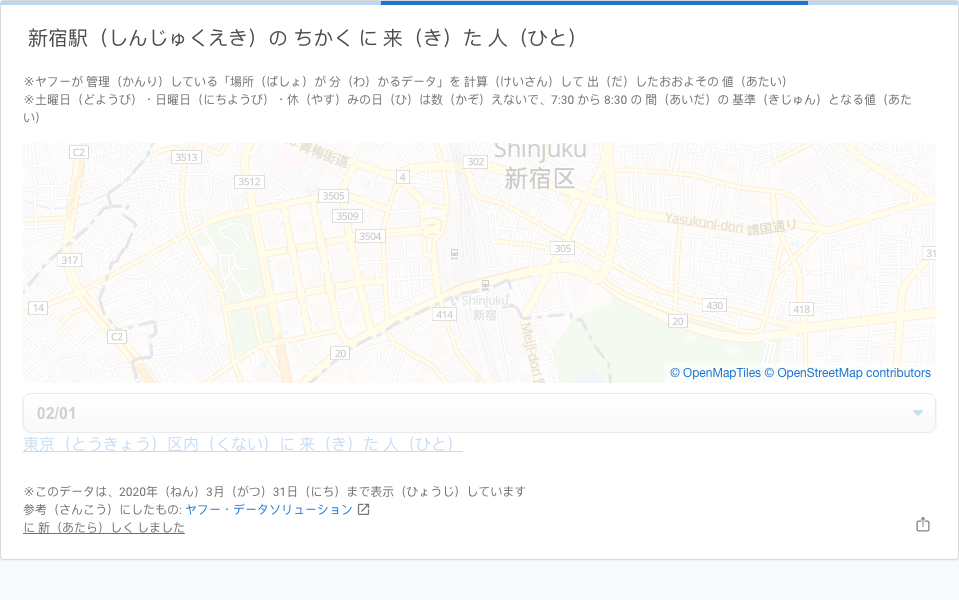 新宿駅（しんじゅくえき）の ちかく に 来（き）た 人（ひと）
※ヤフーが 管理（かんり）している「場所（ばしょ）が 分（わ）かるデータ」を 計算（けいさん）して 出（だ）したおおよその 値（あたい）
※土曜日（どようび）・日曜日（にちようび）・休（やす）みの日（ひ）は数（かぞ）えないで、7:30 から 8:30 の 間（あいだ）の 基準（きじゅん）となる値（あた
い）
C2
3513
青梅街道
302
Shinjuku
新宿区
3512
4
3505
3509
3504
Yasukuni-dori 靖国通り
317
305
31
14
Shinjuku
新宿
414
430
418
20
C2
20
Meiji-dori
© OpenMapTiles © OpenStreetMap contributors
02/01
東京（とうきょう）区内（くない）に 来（き）た 人（ひと）
※このデータは、2020年（ねん）3月（がつ）31日（にち）まで表示（ひょうじ）しています
参考（さんこう）にしたもの: ヤフー・データソリューション
に 新（あたら）しく しました